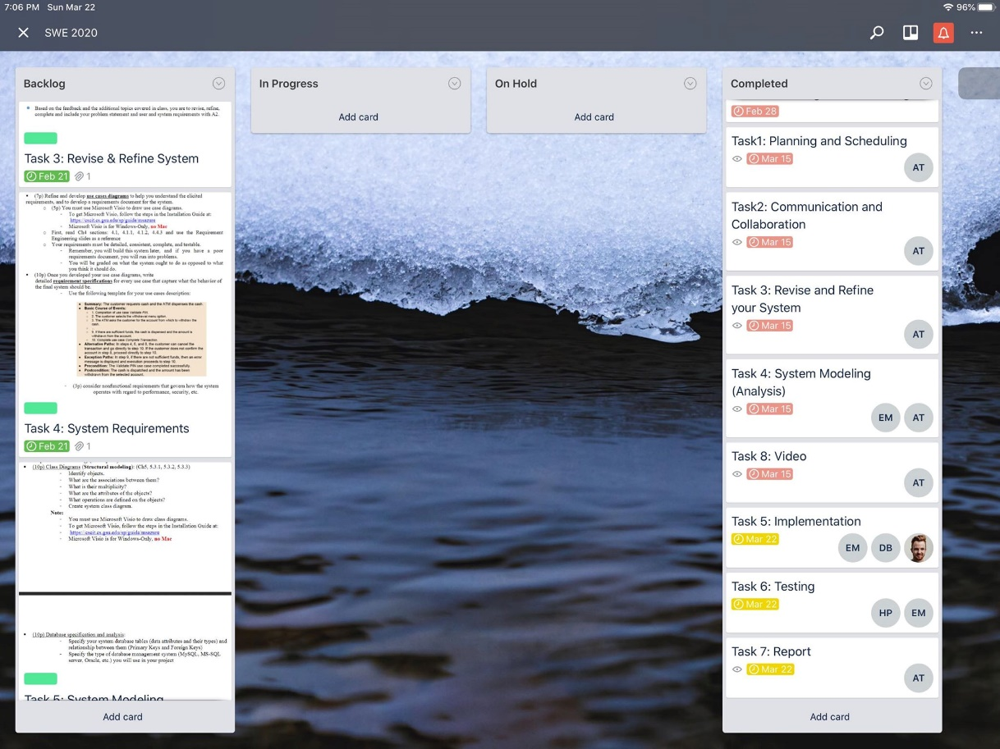 7:06 PM Sun Mar 22
96%
SWE 2020
Backlog
Based on the feedback and the additional topics covered in class, you are to revise, refine,
complete and include your problem statement and user and system requirements with A2.
Task 3: Revise & Refine System
Feb 21 1
(7p) Refine and develop use cases diagrams to help you understand the elicited
requirements, and to develop a requirements document for the system.
(5p) You must use Microsoft Visio to draw use case diagrams.
To get Microsoft Visio, follow the steps in the Installation Guide at:
Microsoft Visio is for Windows-Only, no Mac
First, read Ch4 sections: 4.1, 4.1.1, 4.1.2, 4.4.3 and use the Requirement
Engineering slides as a reference
Your requirements must be detailed, consistent, complete, and testable.
Remember, you will build this system later, and if you have a poor
requirements document, you will run into problems.
You will be graded on what the system ought to do as opposed to what
you think it should do.
(10p) Once you developed your use case diagrams, write
detailed requirement specifications for every use case that capture what the behavior of
the final system should be.
Use the following template for your use cases description:
Summary: The customer requests cash and the ATM dispenses the cash.
Basic Course of Events:
1. Completion of use case Validate PIN.
2. The customer selects the withdrawal menu option.
3. The ATM asks the customer for the account from which to withdraw the
cash.
9. If there are sufficient funds, the cash is dispensed and the amount is
withdrawn from the account.
10. Complete use case Complete Transaction.
Alternative Paths: In steps 4, 6, and 8, the customer can cancel the
transaction and go directly to step 10. If the customer does not confirm the
account in step 8, proceed directly to step 10.
Exception Paths: In step 9, if there are not sufficient funds, then an error
message is displayed and execution proceeds to step 10.
Precondition: The Validate PIN use case completed successfully.
Postcondition: The cash is dispatched and the amount has been
withdrawn from the selected account.
(3p) consider nonfunctional requirements that govern how the system
operates with regard to performance, security, etc.
Task 4: System Requirements
Feb 21 1
(10p) Class Diagrams (Structural modeling): (Ch5, 5.3.1, 5.3.2, 5.3.3)
Identify objects.
What are the associations between them?
What is their multiplicity?
What are the attributes of the objects?
What operations are defined on the objects?
Create system class diagram.
Note:
You must use Microsoft Visio to draw class diagrams.
To get Microsoft Visio, follow the steps in the Installation Guide at:
Microsoft Visio is for Windows-Only, no Mac
(10p) Database specification and analysis:
Specify your system database tables (data attributes and their types) and
relationship between them (Primary Keys and Foreign Keys)
Specify the type of database management system (MySQL, MS-SQL
server, Oracle, etc.) you will use in your project
Task 5: System Modeling
Add card
In Progress
Add card
On Hold
Add card
Completed
Feb 28
Task1: Planning and Scheduling
Mar 15
AT
Task2: Communication and
Collaboration
Mar 15
AT
Task 3: Revise and Refine
your System
Mar 15
AT
Task 4: System Modeling
(Analysis)
Mar 15
EM AT
Task 8: Video
Mar 15
AT
Task 5: Implementation
Mar 22
EM DB
Task 6: Testing
Mar 22
HP EM
Task 7: Report
Mar 22
AT
Add card